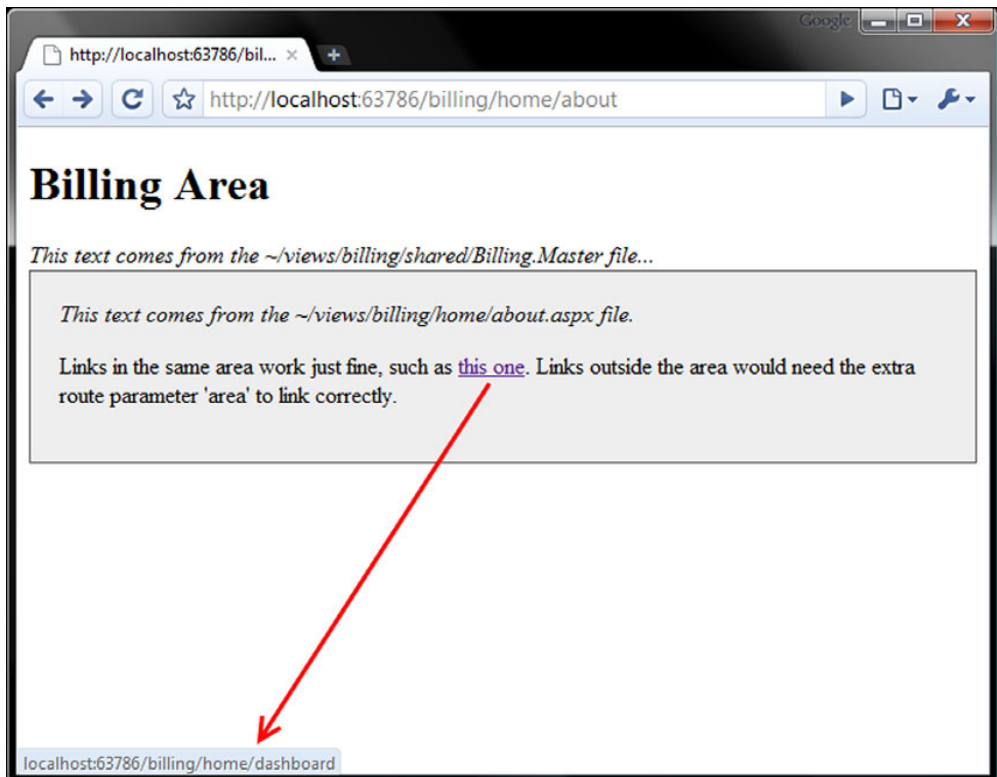 Google
http://localhost:63786/bil...
http://localhost:63786/billing/home/about
Billing Area
This text comes from the ~/views/billing/shared/Billing.Master file...
This text comes from the ~/views/billing/home/about.aspx file.
Links in the same area work just fine, such as this one. Links outside the area would need the extra
route parameter 'area' to link correctly.
localhost:63786/billing/home/dashboard